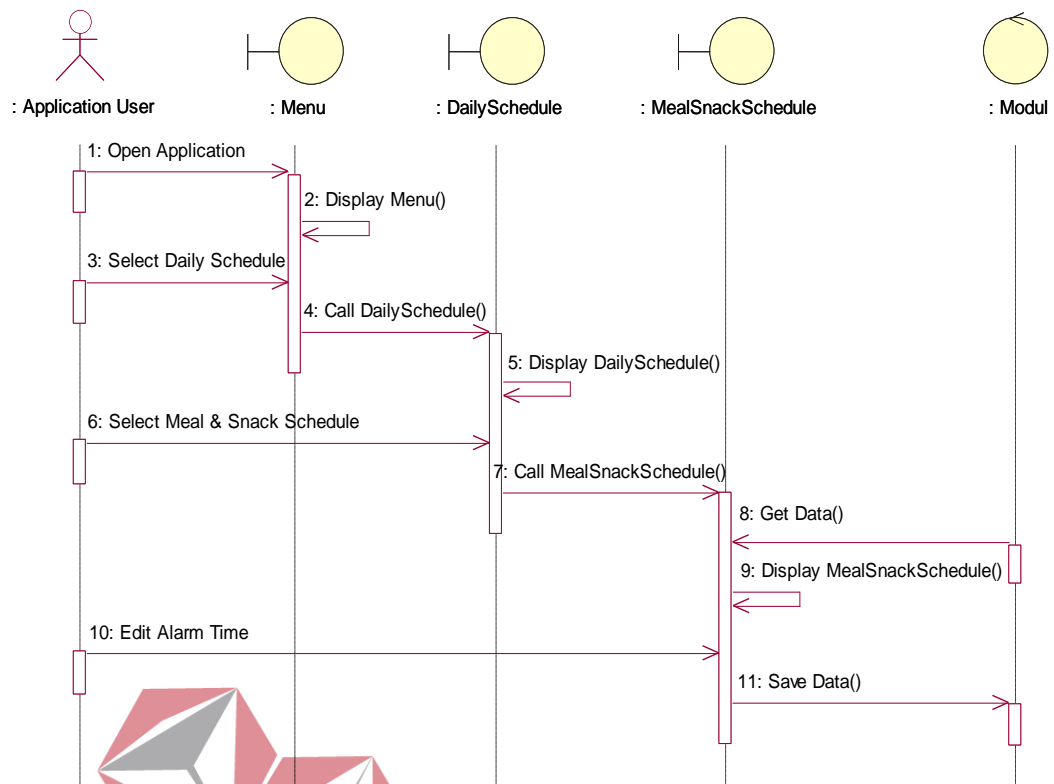 : Application User
: Menu
: DailySchedule
: MealSnackSchedule
: Modul
1: Open Application
2: Display Menu()
3: Select Daily Schedule
4: Call DailySchedule()
5: Display DailySchedule()
6: Select Meal & Snack Schedule
7: Call MealSnackSchedule()
8: Get Data()
9: Display MealSnackSchedule()
10: Edit Alarm Time
11: Save Data()